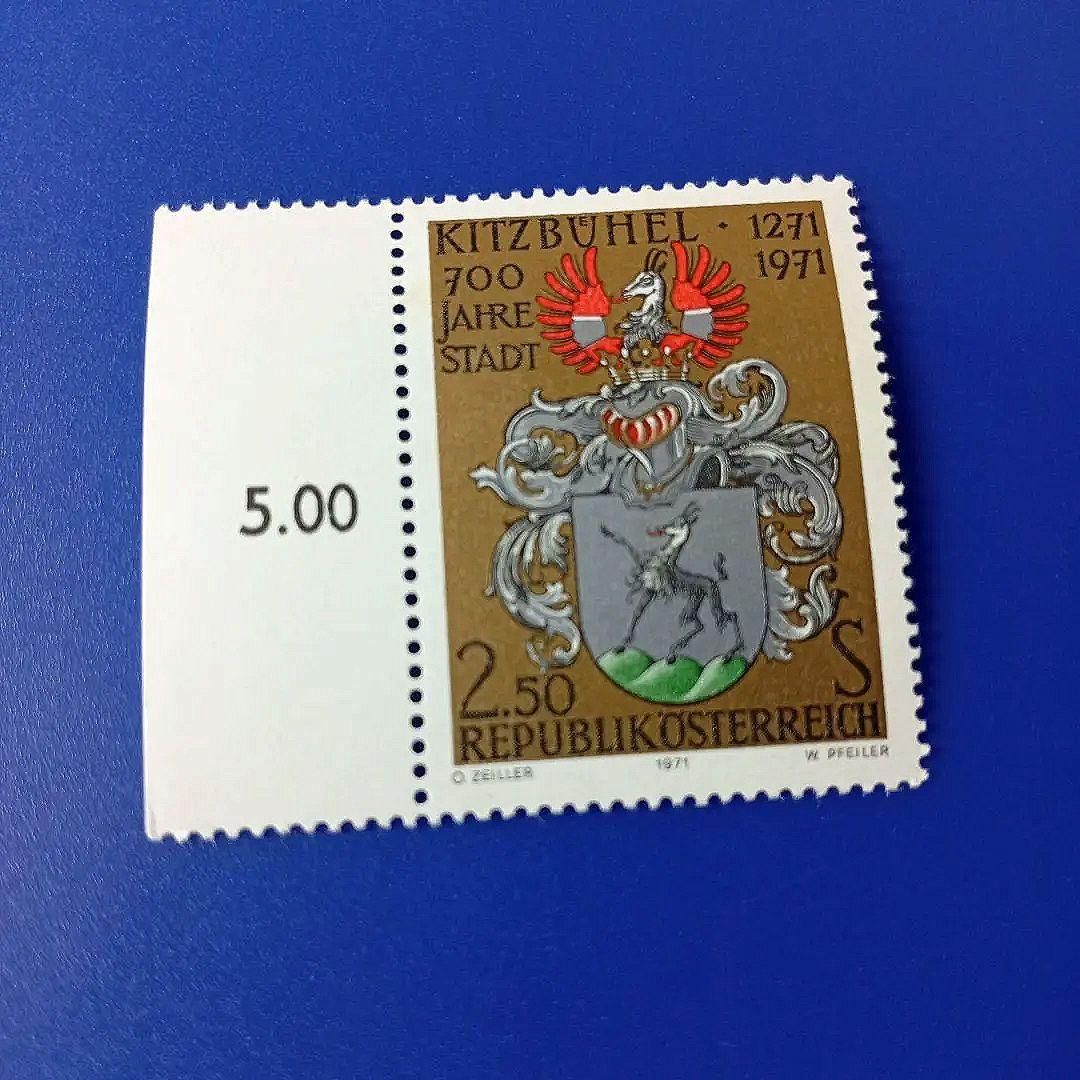 KITZBÜHEL · 1271
1971
700
JAHRE
STADT
5.00
2.50 S
REPUBLIK ÖSTERREICH
O. ZEILLER 1971 W. PFEILER